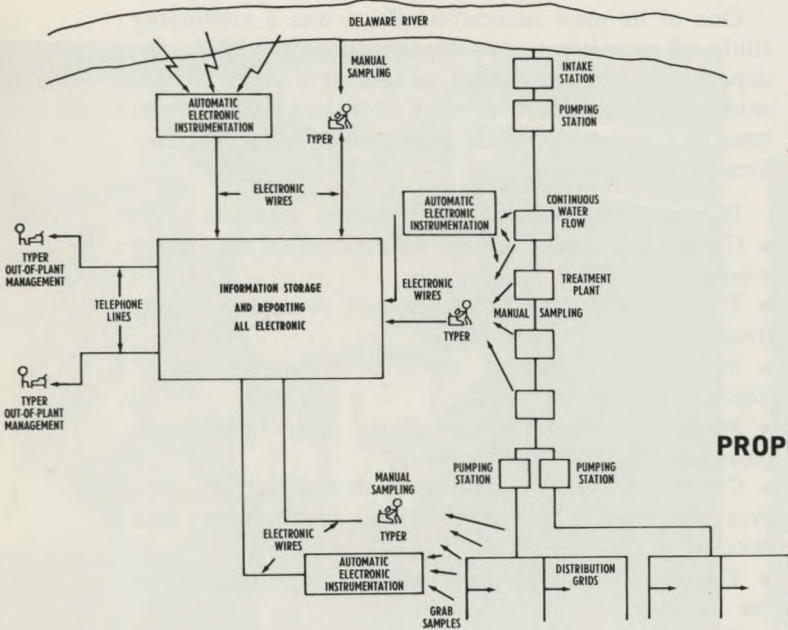 DELAWARE RIVER
MANUAL
SAMPLING
INTAKE
STATION
AUTOMATIC
ELECTRONIC
INSTRUMENTATION
TYPER
PUMPING
STATION
ELECTRONIC
WIRES
AUTOMATIC
ELECTRONIC
INSTRUMENTATION
CONTINUOUS
WATER
FLOW
TYPER
OUT-OF-PLANT
MANAGEMENT
TELEPHONE
LINES
INFORMATION STORAGE
AND REPORTING
ALL ELECTRONIC
ELECTRONIC
WIRES
TREATMENT
PLANT
MANUAL SAMPLING
TYPER
TYPER
OUT-OF-PLANT
MANAGEMENT
PROP
PUMPING
STATION
PUMPING
STATION
MANUAL
SAMPLING
TYPER
ELECTRONIC
WIRES
AUTOMATIC
ELECTRONIC
INSTRUMENTATION
DISTRIBUTION
GRIDS
GRAB
SAMPLES